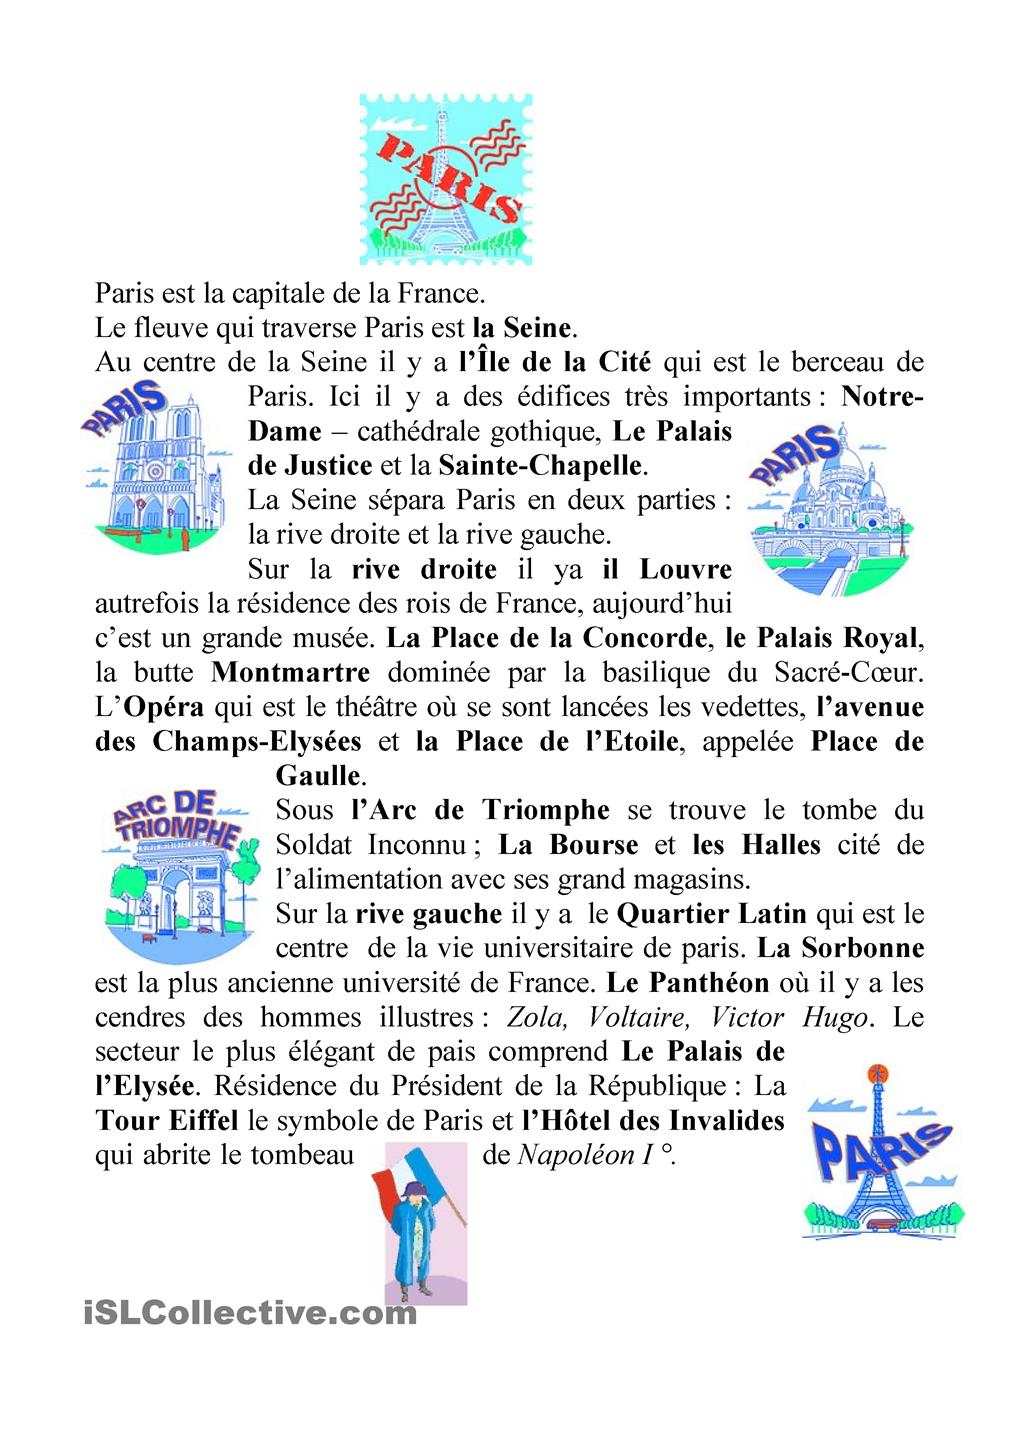 PARIS
Paris est la capitale de la France.
Le fleuve qui traverse Paris est la Seine.
Au centre de la Seine il y a l’Île de la Cité qui est le berceau de
PARIS
Paris. Ici il y a des édifices très importants : Notre-
Dame – cathédrale gothique, Le Palais
de Justice et la Sainte-Chapelle.
PARIS
La Seine sépara Paris en deux parties :
la rive droite et la rive gauche.
Sur la rive droite il ya il Louvre
autrefois la résidence des rois de France, aujourd’hui
c’est un grande musée. La Place de la Concorde, le Palais Royal,
la butte Montmartre dominée par la basilique du Sacré-Cœur.
L’Opéra qui est le théâtre où se sont lancées les vedettes, l’avenue
des Champs-Elysées et la Place de l’Etoile, appelée Place de
Gaulle.
ARC DE
TRIOMPHE
Sous l’Arc de Triomphe se trouve le tombe du
Soldat Inconnu ; La Bourse et les Halles cité de
l’alimentation avec ses grand magasins.
Sur la rive gauche il y a le Quartier Latin qui est le
centre de la vie universitaire de paris. La Sorbonne
est la plus ancienne université de France. Le Panthéon où il y a les
cendres des hommes illustres : Zola, Voltaire, Victor Hugo. Le
secteur le plus élégant de pais comprend Le Palais de
l’Elysée. Résidence du Président de la République : La
Tour Eiffel le symbole de Paris et l’Hôtel des Invalides
qui abrite le tombeau de Napoléon I °.
PARIS
iSLCollective.com